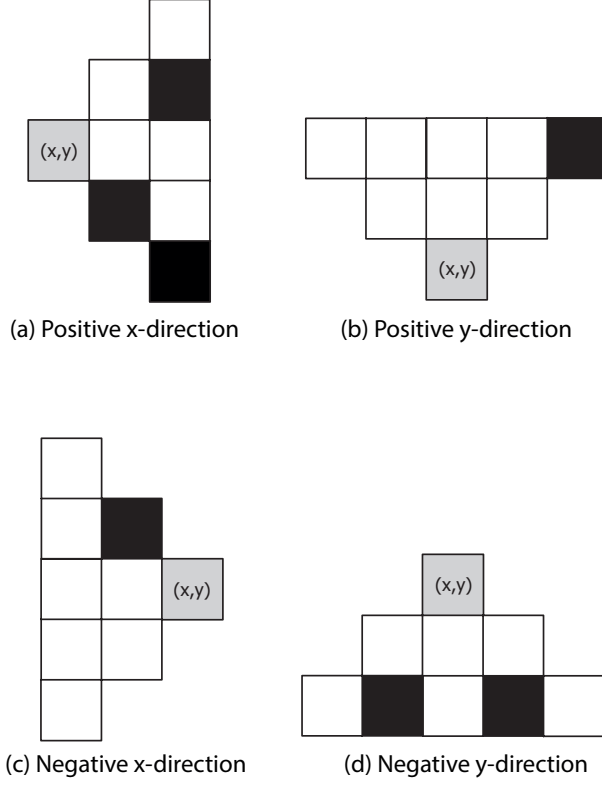 (x,y)
(a) Positive x-direction
(x,y)
(b) Positive y-direction
(x,y)
(c) Negative x-direction
(x,y)
(d) Negative y-direction